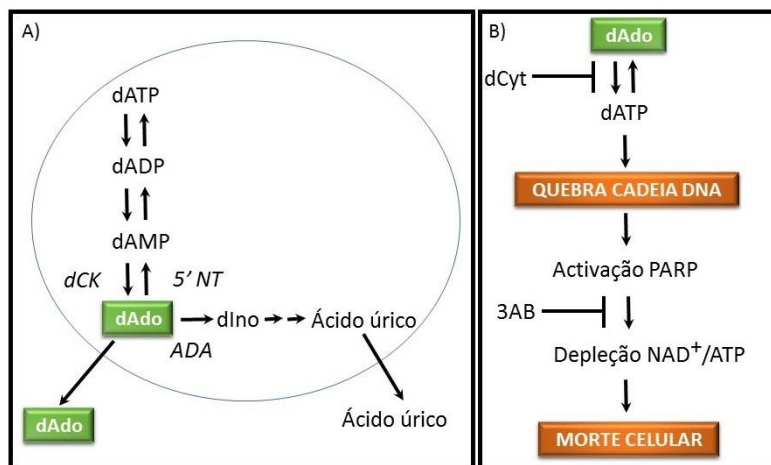 A)
dATP
dADP
dAMP
dCK 5' NT
dAdo dIno Ácido úrico
ADA
dAdo
Ácido úrico
B)
dAdo
dCyt
dATP
QUEBRA CADEIA DNA
Activação PARP
3AB
Depleção NAD⁺/ATP
MORTE CELULAR